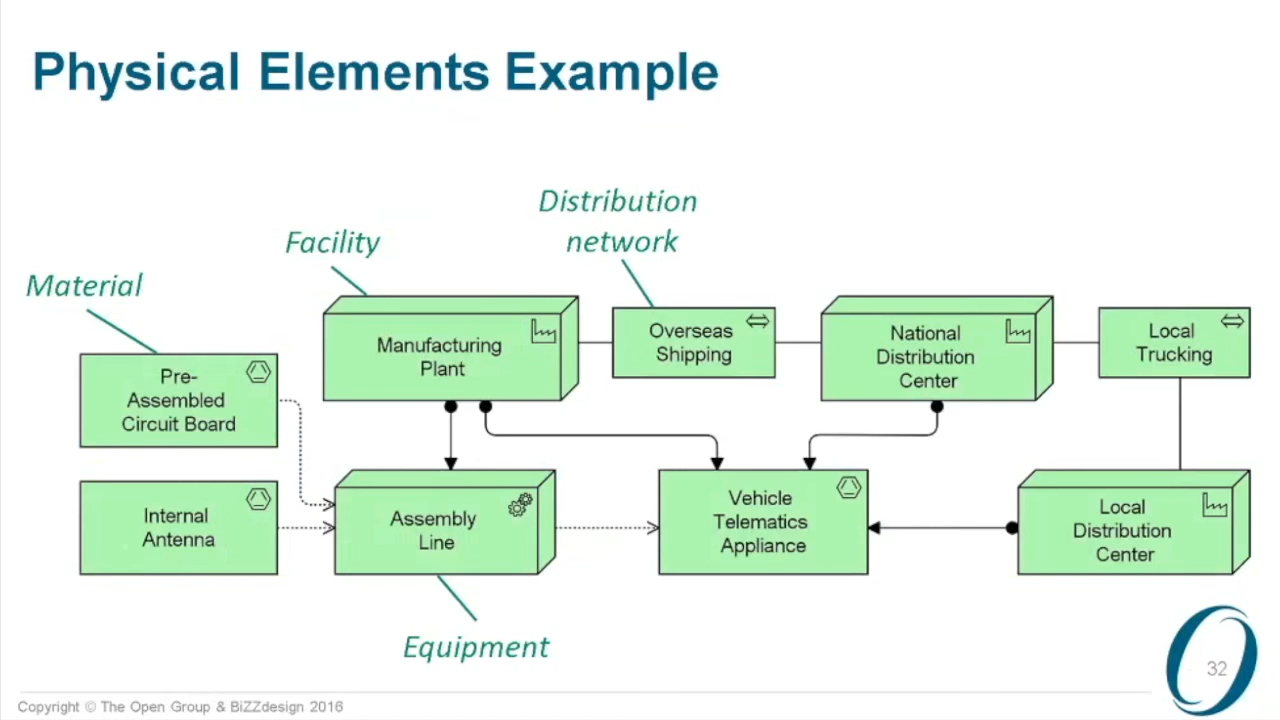 Physical Elements Example
Distribution
network
Facility
Material
Manufacturing
Plant
Overseas
Shipping
National
Distribution
Center
Local
Trucking
Pre-
Assembled
Circuit Board
Internal
Antenna
Assembly
Line
Vehicle
Telematics
Appliance
Local
Distribution
Center
Equipment
32
Copyright © The Open Group & BiZZdesign 2016